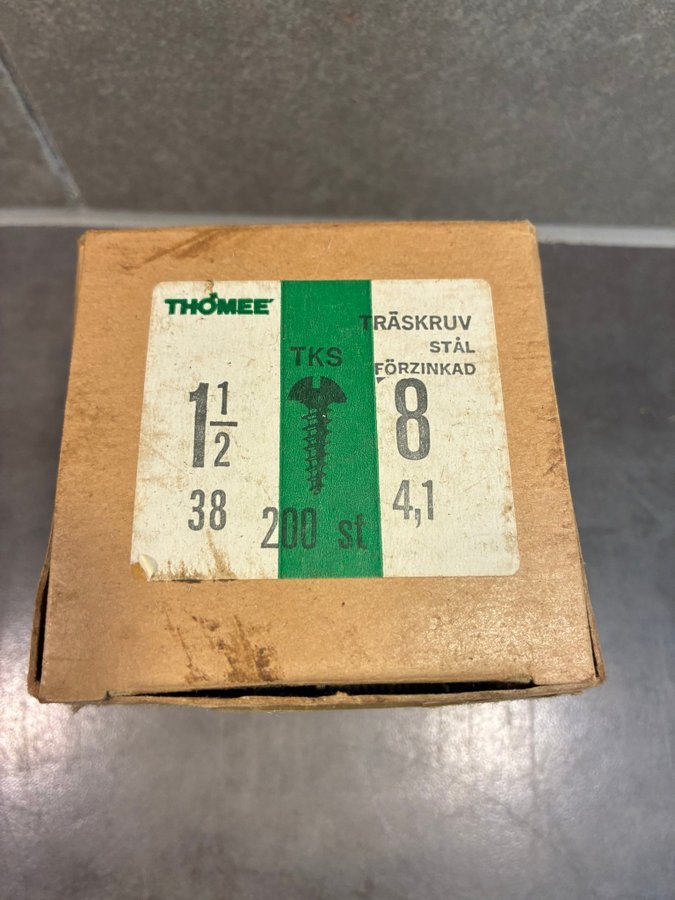 THOMEE
TRÄSKRUV
STÅL
FÖRZINKAD
TKS
1 1/2
8
38
200 st
4,1